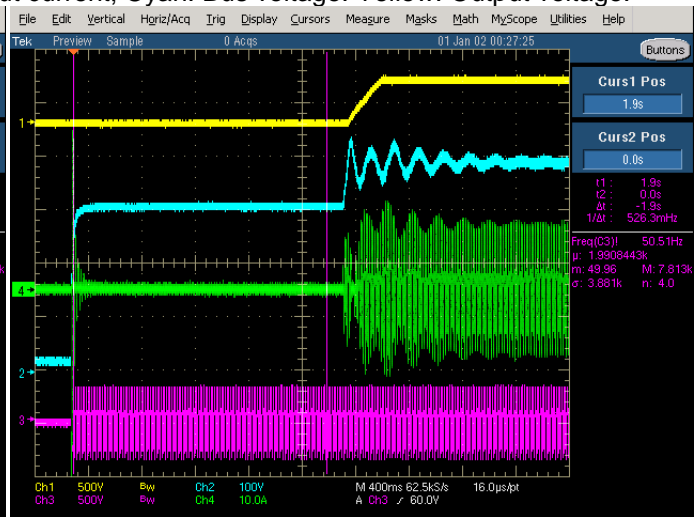 ut current, Cyan: Bus voltage. Yellow: Output voltage.
File Edit Vertical Horiz/Acq Trig Display Cursors Measure Masks Math MyScope Utilities Help
Tek Preview Sample 0 Acqs 01 Jan 02 00:27:25 Buttons
Curs1 Pos
1.9s
Curs2 Pos
0.0s
t1 : 1.9s
t2 : 0.0s
Δt : -1.9s
1/Δt : 526.3mHz
Freq(C3)! 50.51Hz
µ: 1.9908443k
m: 49.96 M: 7.813k
σ: 3.881k n: 4.0
1
4
2
3
Ch1 500V Bw Ch2 100V M 400ms 62.5kS/s 16.0µs/pt
Ch3 500V Bw Ch4 10.0A A Ch3 ∕ 60.0V